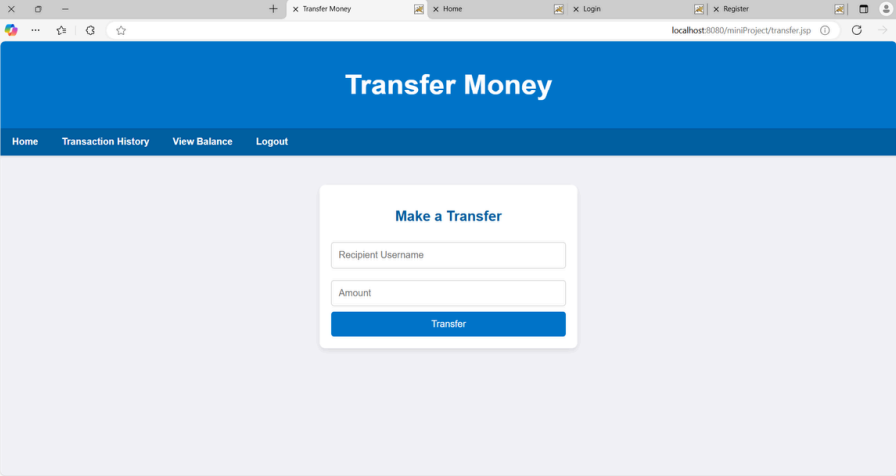 Transfer Money
Home
Login
Register
localhost:8080/miniProject/transfer.jsp
Transfer Money
Home Transaction History View Balance Logout
Make a Transfer
Recipient Username
Amount
Transfer